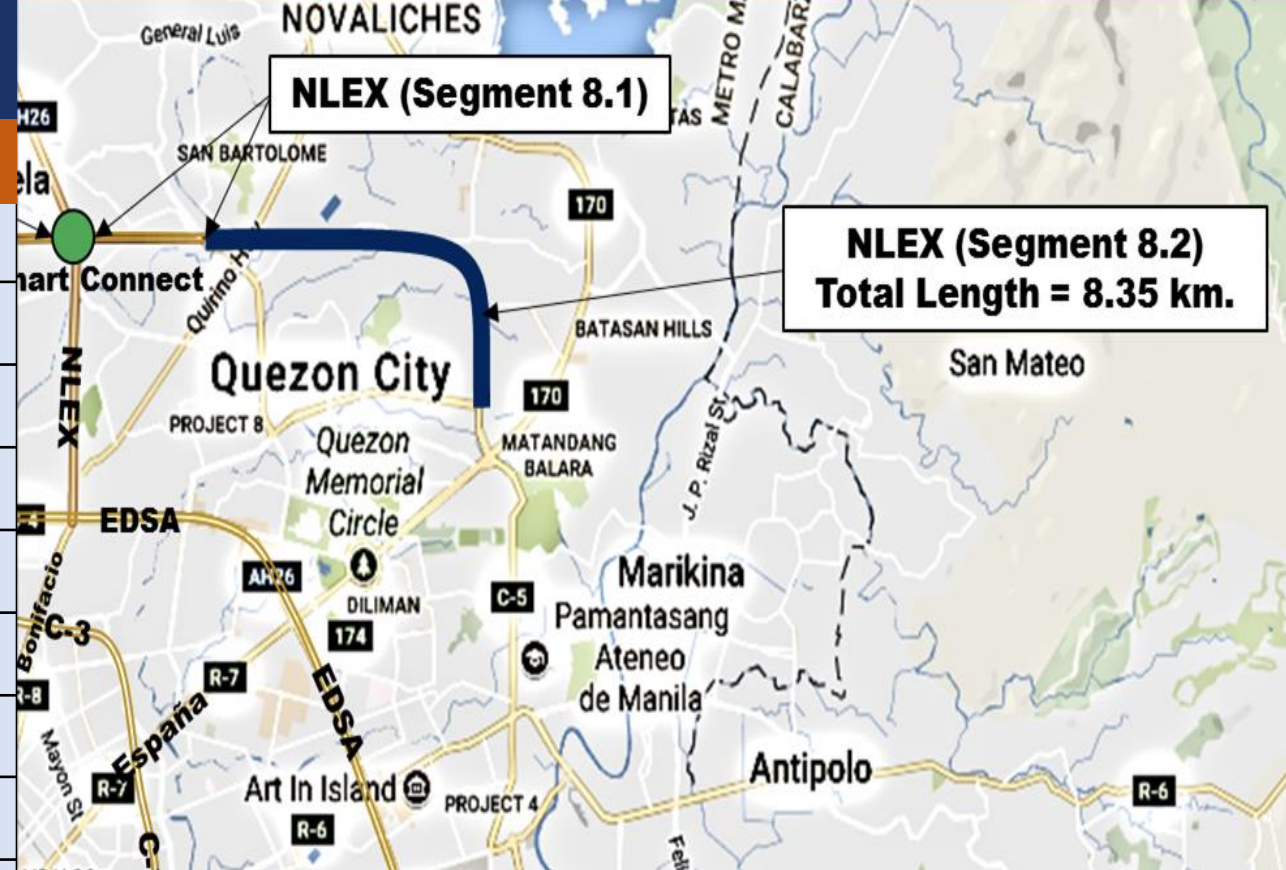 General Luis
NOVALICHES
METRO M
CALABAR
NLEX (Segment 8.1)
H26
TAS
SAN BARTOLOME
ela
170
NLEX (Segment 8.2)
Total Length = 8.35 km.
nart Connect
Quirino H
BATASAN HILLS
San Mateo
NLEX
Quezon City
170
PROJECT 8
Quezon
Memorial
Circle
MATANDANG
BALARA
J. P. Rizal St
EDSA
AH26
Marikina
Bonifacio
C-3
DILIMAN
C-5
Pamantasang
Ateneo
de Manila
174
R-7
R-8
EDSA
España
Mayon St
Antipolo
R-7
Art In Island
PROJECT 4
R-6
R-6
C-
Feli